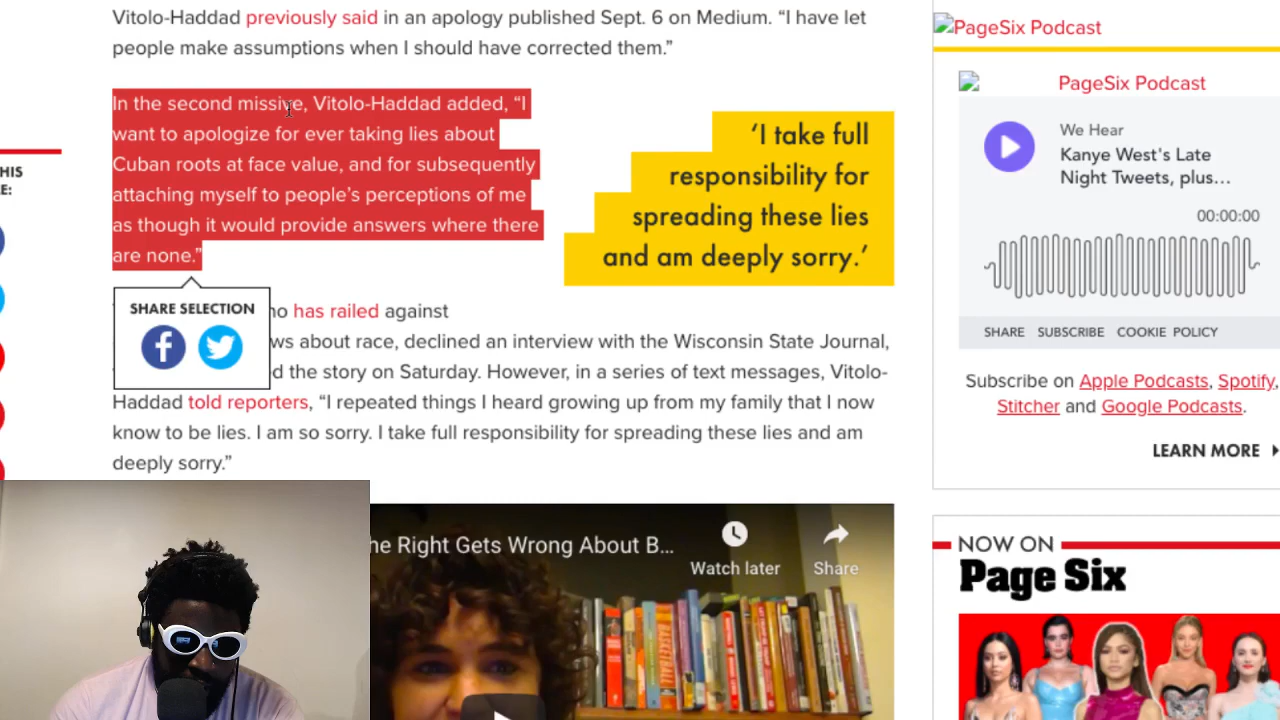 Vitolo-Haddad previously said in an apology published Sept. 6 on Medium. “I have let
people make assumptions when I should have corrected them.”
In the second missive, Vitolo-Haddad added, “I
want to apologize for ever taking lies about
Cuban roots at face value, and for subsequently
attaching myself to people’s perceptions of me
as though it would provide answers where there
are none.”
‘I take full
responsibility for
spreading these lies
and am deeply sorry.’
SHARE SELECTION
has railed against
about race, declined an interview with the Wisconsin State Journal,
the story on Saturday. However, in a series of text messages, Vitolo-
Haddad told reporters, “I repeated things I heard growing up from my family that I now
know to be lies. I am so sorry. I take full responsibility for spreading these lies and am
deeply sorry.”
he Right Gets Wrong About B...
Watch later
Share
HIS
E:
PageSix Podcast
PageSix Podcast
We Hear
Kanye West's Late
Night Tweets, plus...
00:00:00
SHARE SUBSCRIBE COOKIE POLICY
Subscribe on Apple Podcasts, Spotify,
Stitcher and Google Podcasts.
LEARN MORE
NOW ON
Page Six